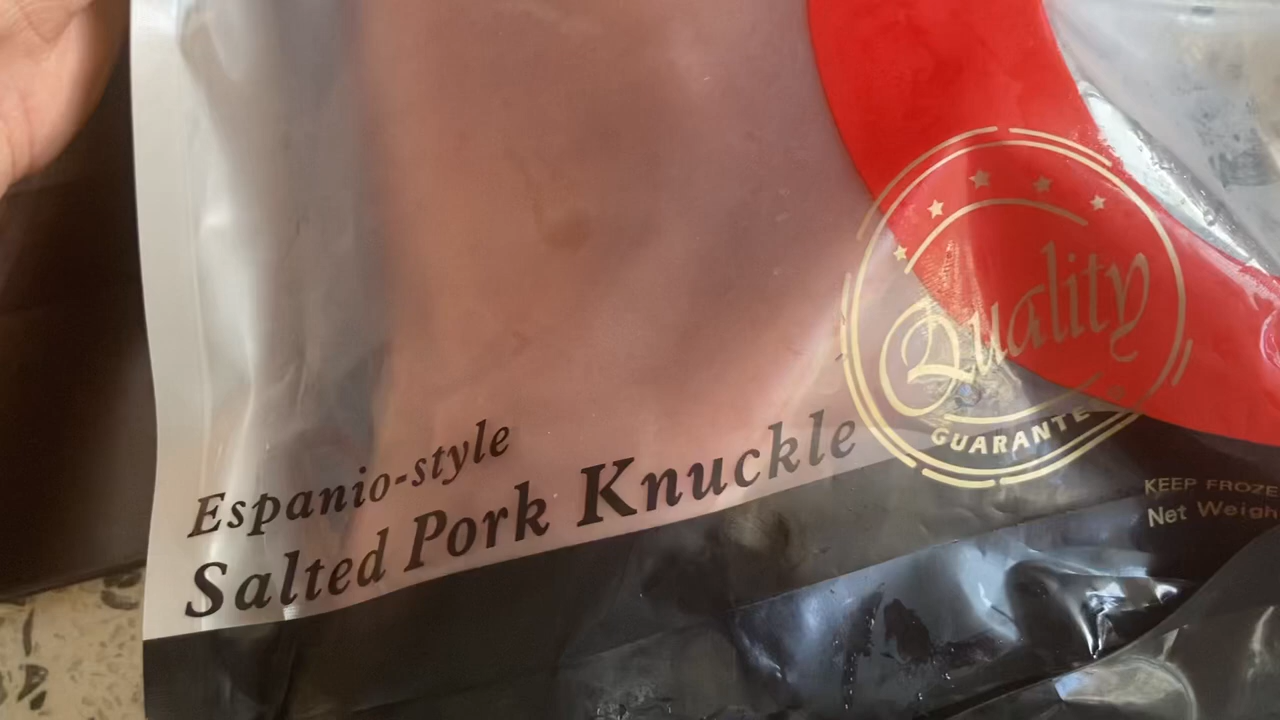 Quality
GUARANTE
Espanio-style
Salted Pork Knuckle
KEEP FROZE
Net Weigh